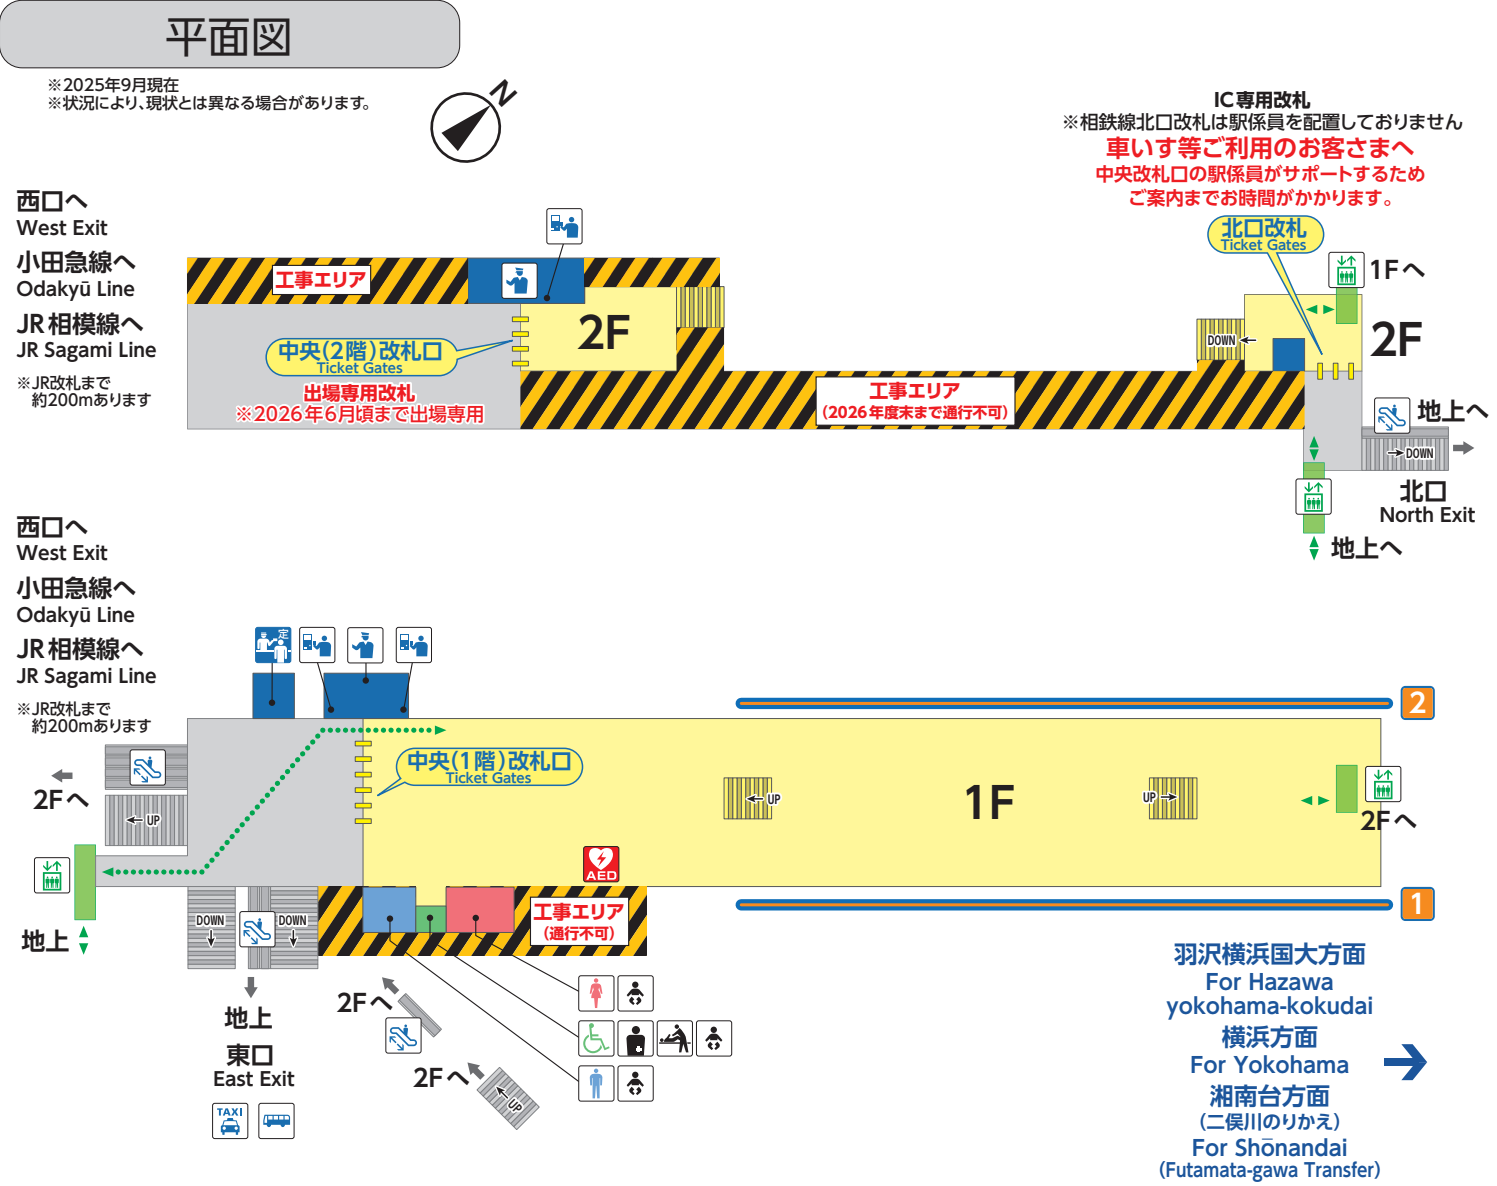 平面図
※2025年9月現在
※状況により、現状とは異なる場合があります。
N
IC専用改札
※相鉄線北口改札は駅係員を配置しておりません
車いす等ご利用のお客さまへ
中央改札口の駅係員がサポートするため
ご案内までお時間がかかります。
北口改札
Ticket Gates
1Fへ
2F
DOWN
西口へ
West Exit
小田急線へ
Odakyū Line
JR相模線へ
JR Sagami Line
※JR改札まで
約200mあります
工事エリア
2F
中央(2階)改札口
Ticket Gates
出場専用改札
※2026年6月頃まで出場専用
工事エリア
(2026年度末まで通行不可)
地上へ
DOWN
北口
North Exit
地上へ
西口へ
West Exit
小田急線へ
Odakyū Line
JR相模線へ
JR Sagami Line
※JR改札まで
約200mあります
定
2Fへ
UP
地上
中央(1階)改札口
Ticket Gates
UP
1F
UP
2Fへ
2
1
AED
工事エリア
(通行不可)
DOWN
DOWN
地上
東口
East Exit
TAXI
2Fへ
2Fへ
UP
羽沢横浜国大方面
For Hazawa
yokohama-kokudai
横浜方面
For Yokohama
湘南台方面
(二俣川のりかえ)
For Shōnandai
(Futamata-gawa Transfer)